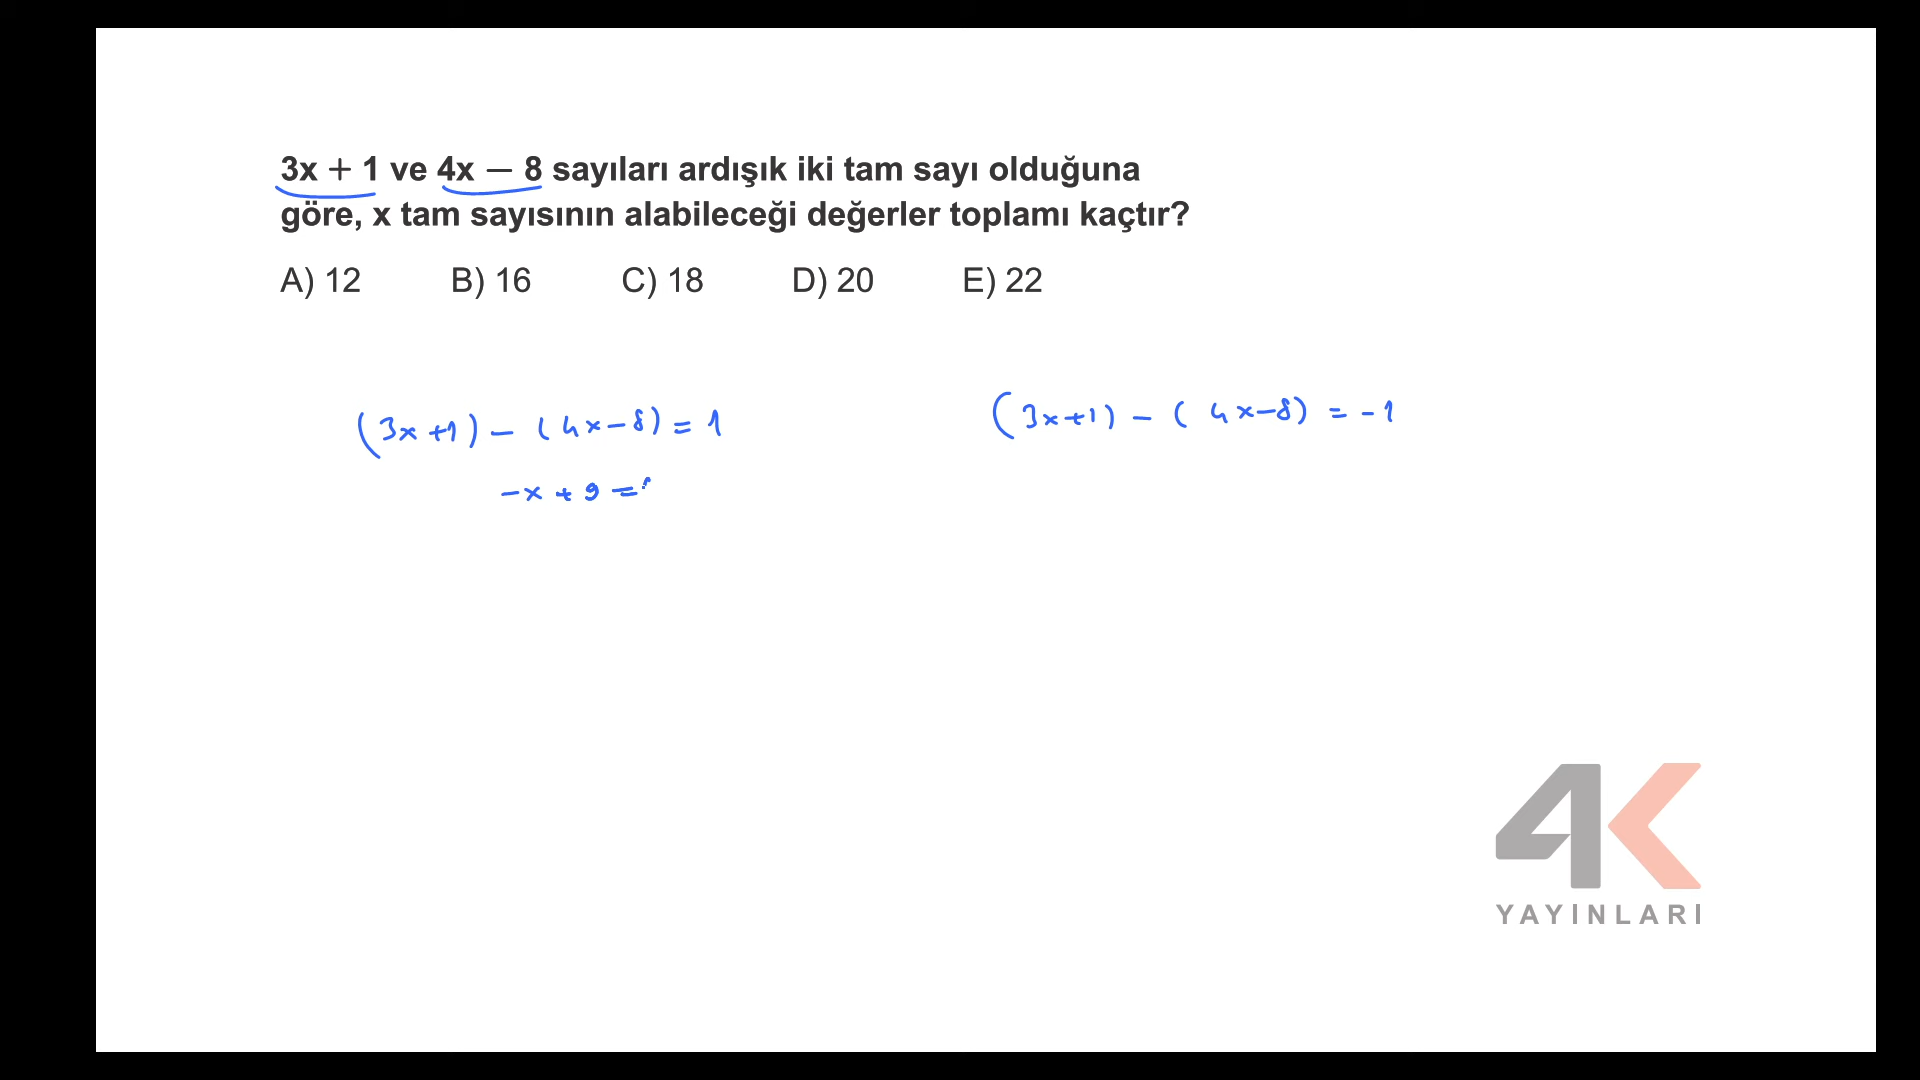 3x + 1 ve 4x — 8 sayıları ardışık iki tam sayı olduğuna
göre, x tam sayısının alabileceği değerler toplamı kaçtır?
A) 12 B) 16 C) 18 D) 20 E) 22
(3x+1) - (4x-8) = 1
(3x+1) - (4x-8) = -1
-x + 9 =
4K
YAYINLARI